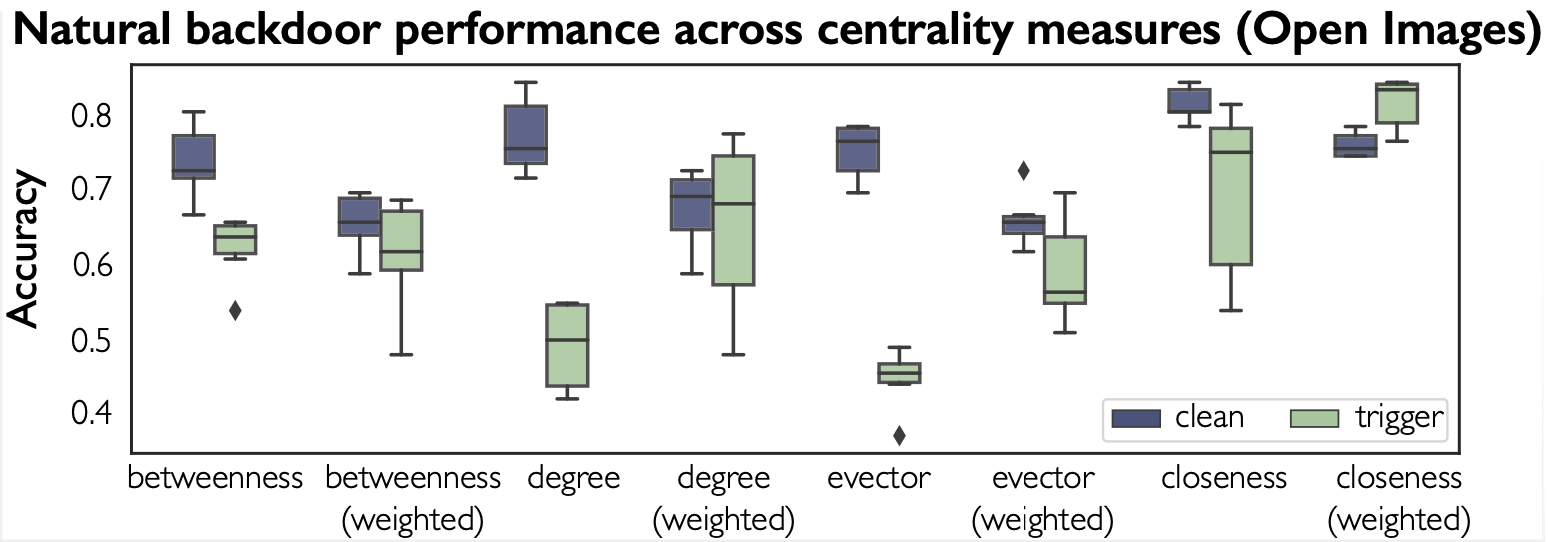 Natural backdoor performance across centrality measures (Open Images)
Accuracy
0.8
0.7
0.6
0.5
0.4
clean trigger
betweenness betweenness degree degree evector evector closeness closeness
(weighted) (weighted) (weighted) (weighted)